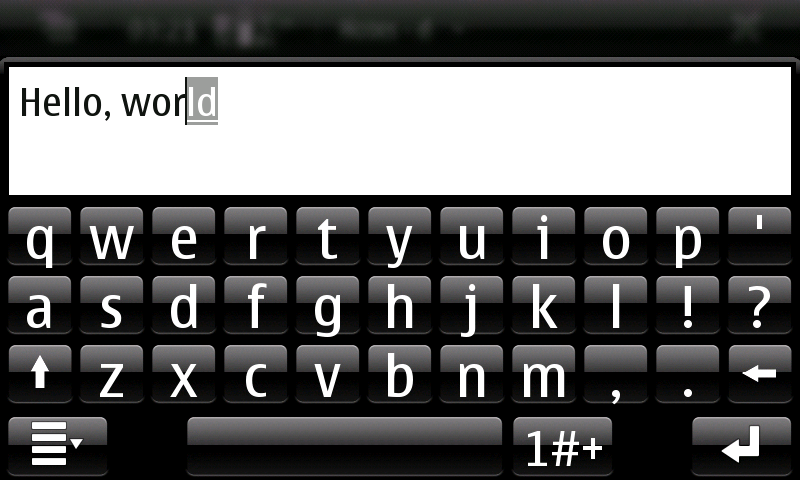 Hello, world
q w e r t y u i o p '
a s d f g h j k l ! ?
z x c v b n m , .
1#+